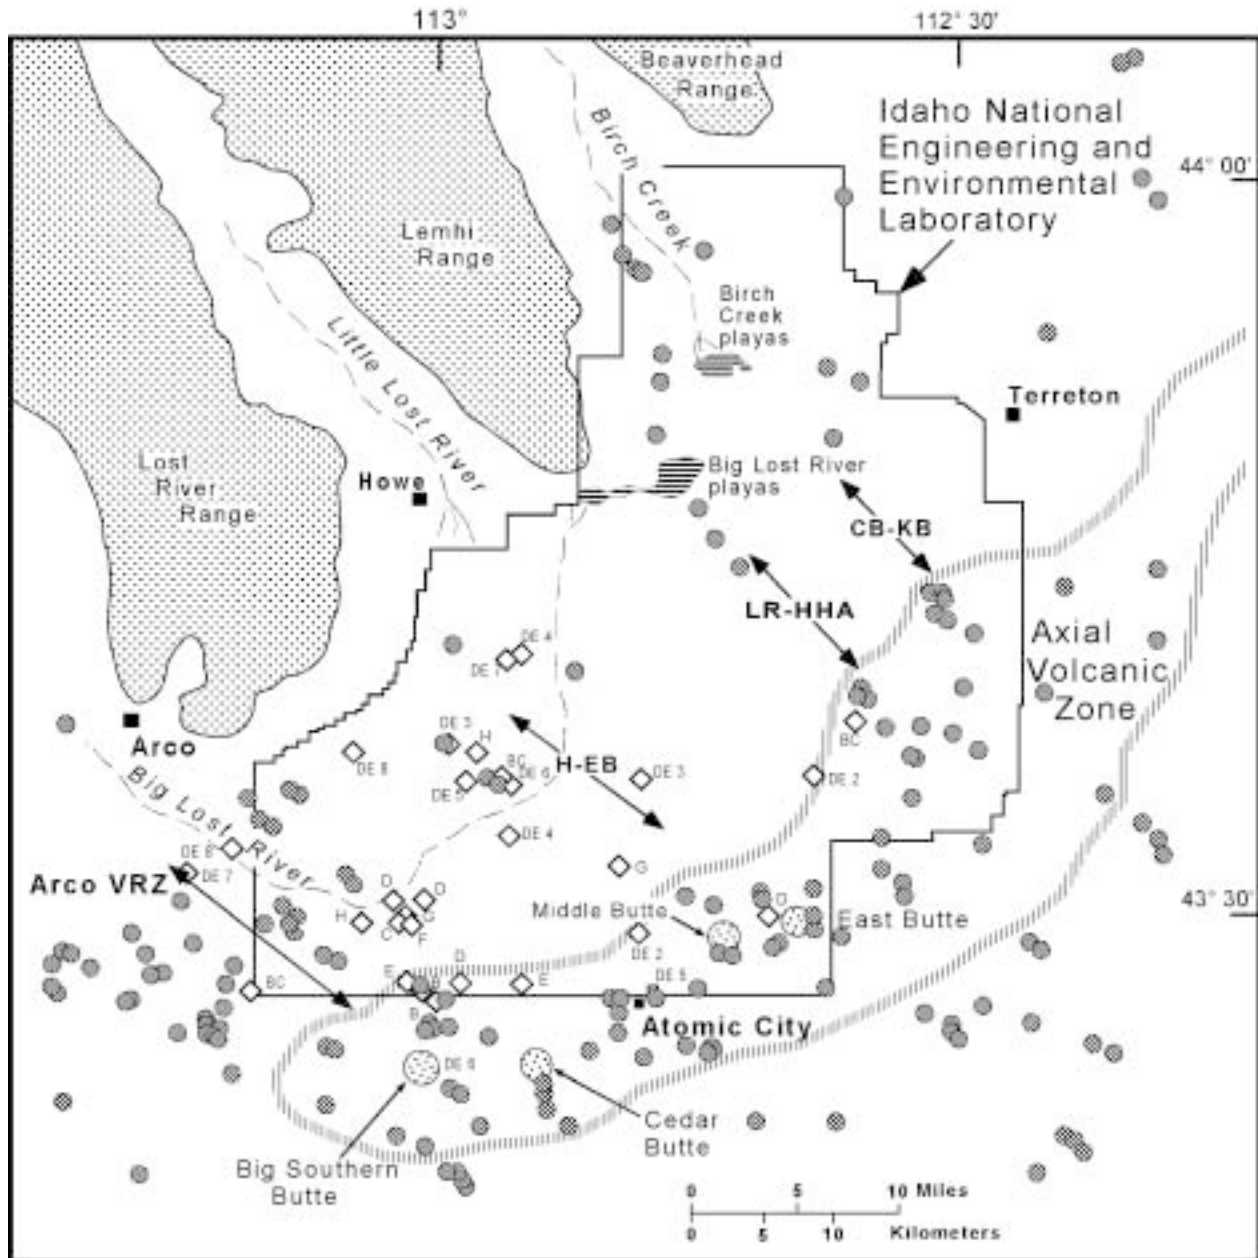 113°
112° 30'
Beaverhead
Range
Birch Creek
Idaho National
Engineering and
Environmental
Laboratory
44° 00'
Lemhi
Range
Birch
Creek
playas
Little Lost River
Terreton
Lost
River
Range
Howe
Big Lost River
playas
CB-KB
LR-HHA
Axial
Volcanic
Zone
DE 4
DE 1
Arco
DE 3
H
BC
DE 8
BC
DE 6
H-EB
DE 3
DE 2
DE 5
Big Lost River
DE 4
DE 8
DE 7
G
Arco VRZ
D
D
43° 30'
H
G
C
F
Middle Butte
D
East Butte
DE 2
D
E
BC
B
E
DE 5
B
Atomic City
DE 6
Cedar
Butte
Big Southern
Butte
0
5
10 Miles
0
5
10
Kilometers